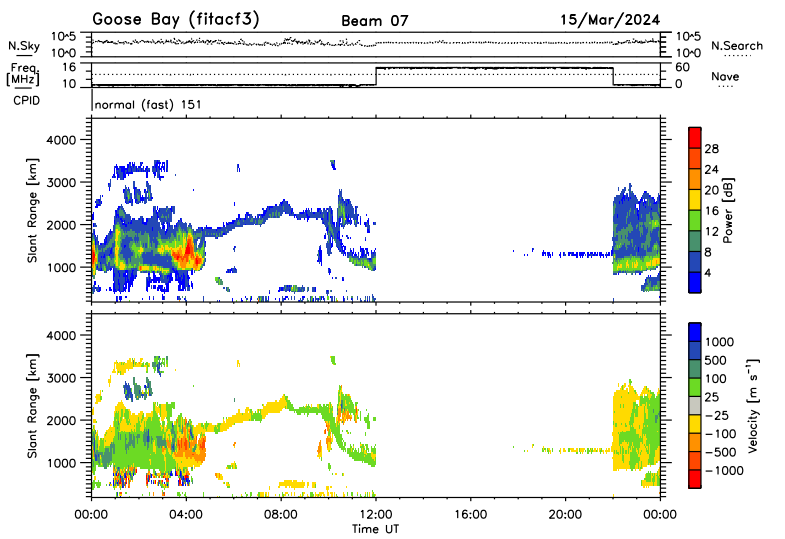 Goose Bay (fitacf3) Beam 07 15/Mar/2024
N.Sky 10^5 10^0 10^5 10^0 N.Search
Freq. [MHz] 16 10 60 0 Nave
CPID normal (fast) 151
Slant Range [km] 4000 3000 2000 1000
Power [dB] 28 24 20 16 12 8 4
Slant Range [km] 4000 3000 2000 1000
Velocity [m s^-1] 1000 500 100 25 -25 -100 -500 -1000
00:00 04:00 08:00 12:00 16:00 20:00 00:00
Time UT